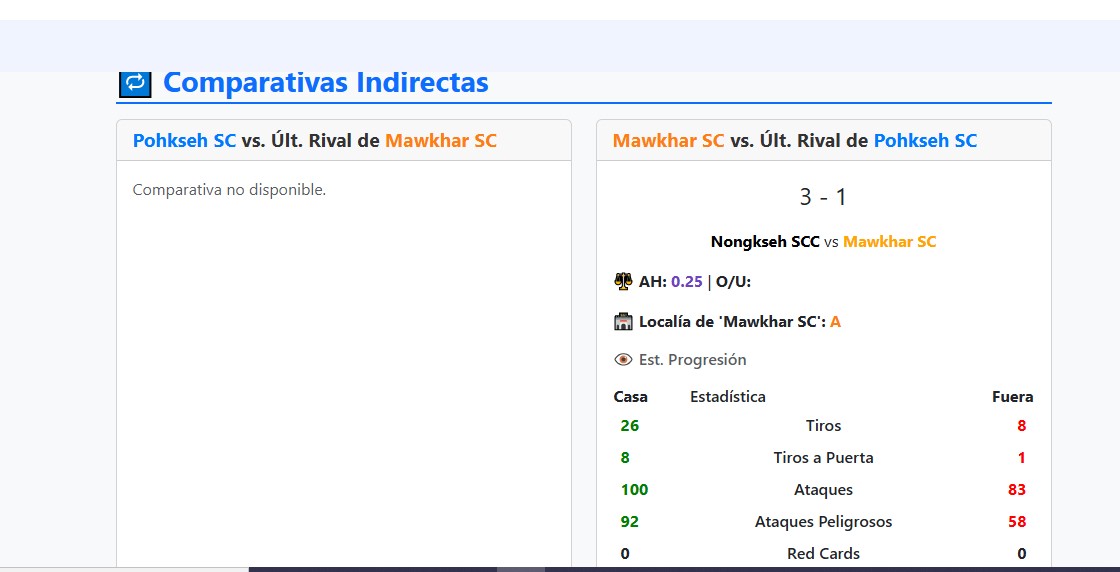 Comparativas Indirectas
Pohkseh SC vs. Últ. Rival de Mawkhar SC
Comparativa no disponible.
Mawkhar SC vs. Últ. Rival de Pohkseh SC
3 - 1
Nongkseh SCC vs Mawkhar SC
AH: 0.25 | O/U:
Localía de 'Mawkhar SC': A
Est. Progresión
Casa Estadística Fuera
26 Tiros 8
8 Tiros a Puerta 1
100 Ataques 83
92 Ataques Peligrosos 58
0 Red Cards 0